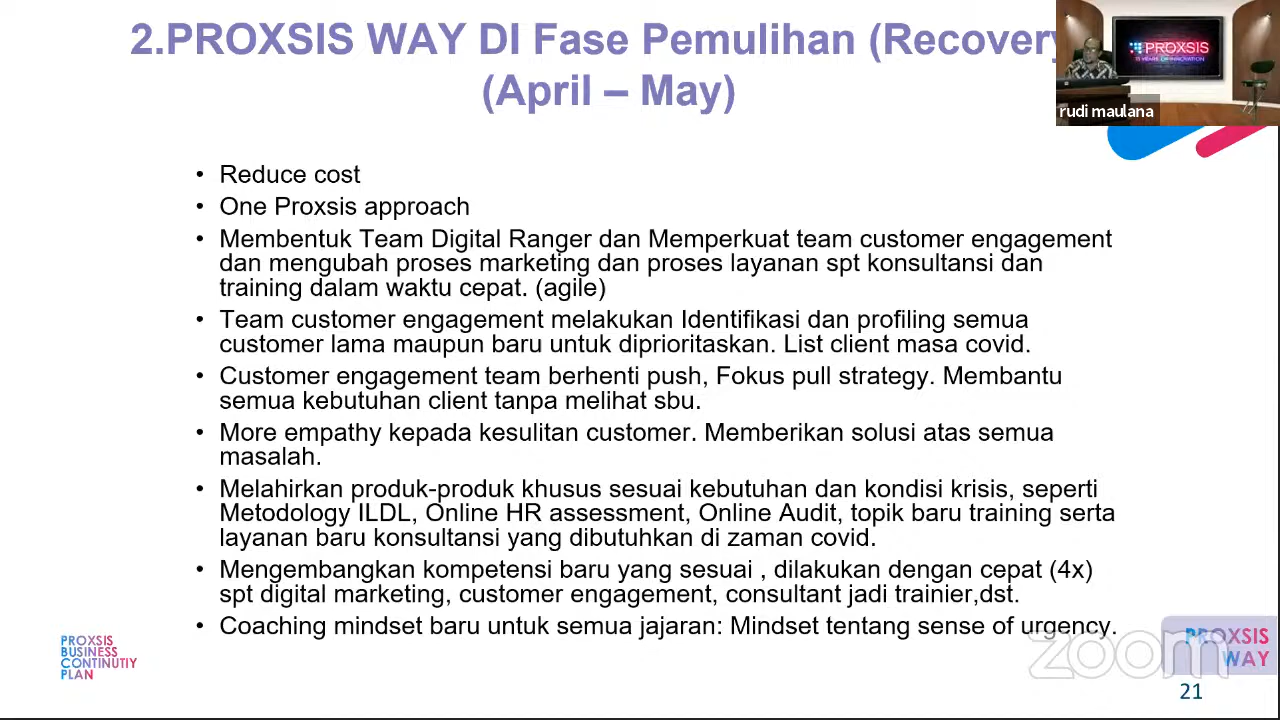 2.PROXSIS WAY DI Fase Pemulihan (Recovery
(April – May)
PROXSIS
15 YEARS OF INNOVATION
rudi maulana
• Reduce cost
• One Proxsis approach
• Membentuk Team Digital Ranger dan Memperkuat team customer engagement
dan mengubah proses marketing dan proses layanan spt konsultansi dan
training dalam waktu cepat. (agile)
• Team customer engagement melakukan Identifikasi dan profiling semua
customer lama maupun baru untuk diprioritaskan. List client masa covid.
• Customer engagement team berhenti push, Fokus pull strategy. Membantu
semua kebutuhan client tanpa melihat sbu.
• More empathy kepada kesulitan customer. Memberikan solusi atas semua
masalah.
• Melahirkan produk-produk khusus sesuai kebutuhan dan kondisi krisis, seperti
Metodology ILDL, Online HR assessment, Online Audit, topik baru training serta
layanan baru konsultansi yang dibutuhkan di zaman covid.
• Mengembangkan kompetensi baru yang sesuai , dilakukan dengan cepat (4x)
spt digital marketing, customer engagement, consultant jadi trainier,dst.
• Coaching mindset baru untuk semua jajaran: Mindset tentang sense of urgency.
PROXSIS
BUSINESS
CONTINUTIY
PLAN
zoom
PROXSIS
WAY
21